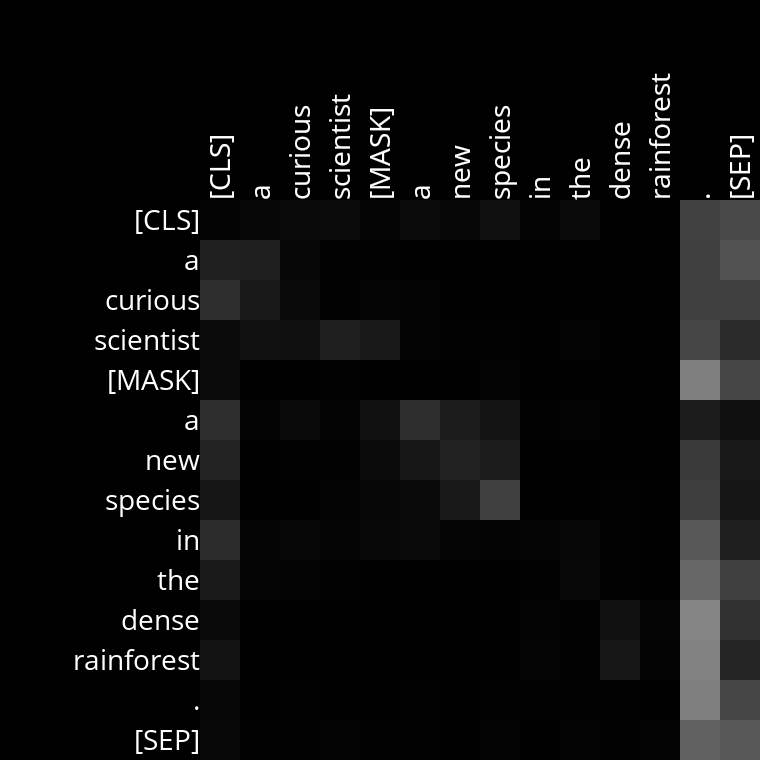 [CLS]
a
curious
scientist
[MASK]
a
new
species
in
the
dense
rainforest
.
[SEP]
[CLS]
a
curious
scientist
[MASK]
a
new
species
in
the
dense
rainforest
.
[SEP]